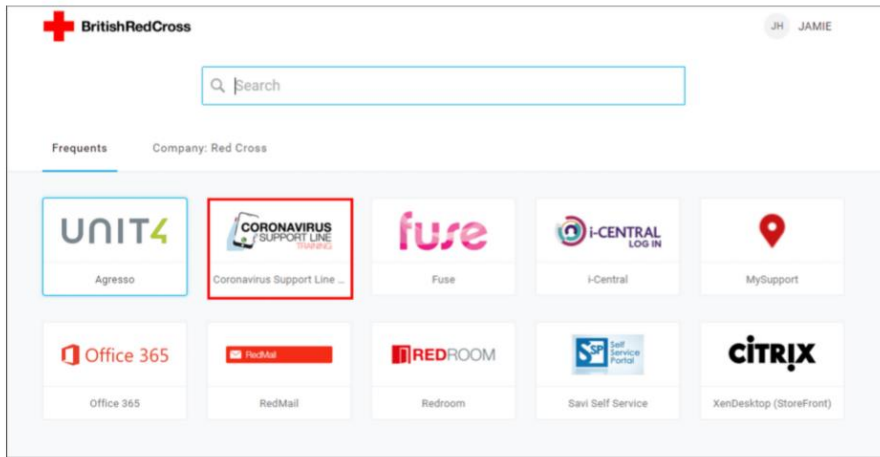 BritishRedCross
JH JAMIE
Search
Frequents Company: Red Cross
UNIT4
CORONAVIRUS
SUPPORT LINE
TRAINING
fuse
i-CENTRAL
LOG IN
Agresso
Coronavirus Support Line ...
Fuse
i-Central
MySupport
Office 365
RedMail
REDROOM
SSP
Self
Service
Portal
CITRIX
Office 365
RedMail
Redroom
Savi Self Service
XenDesktop (StoreFront)